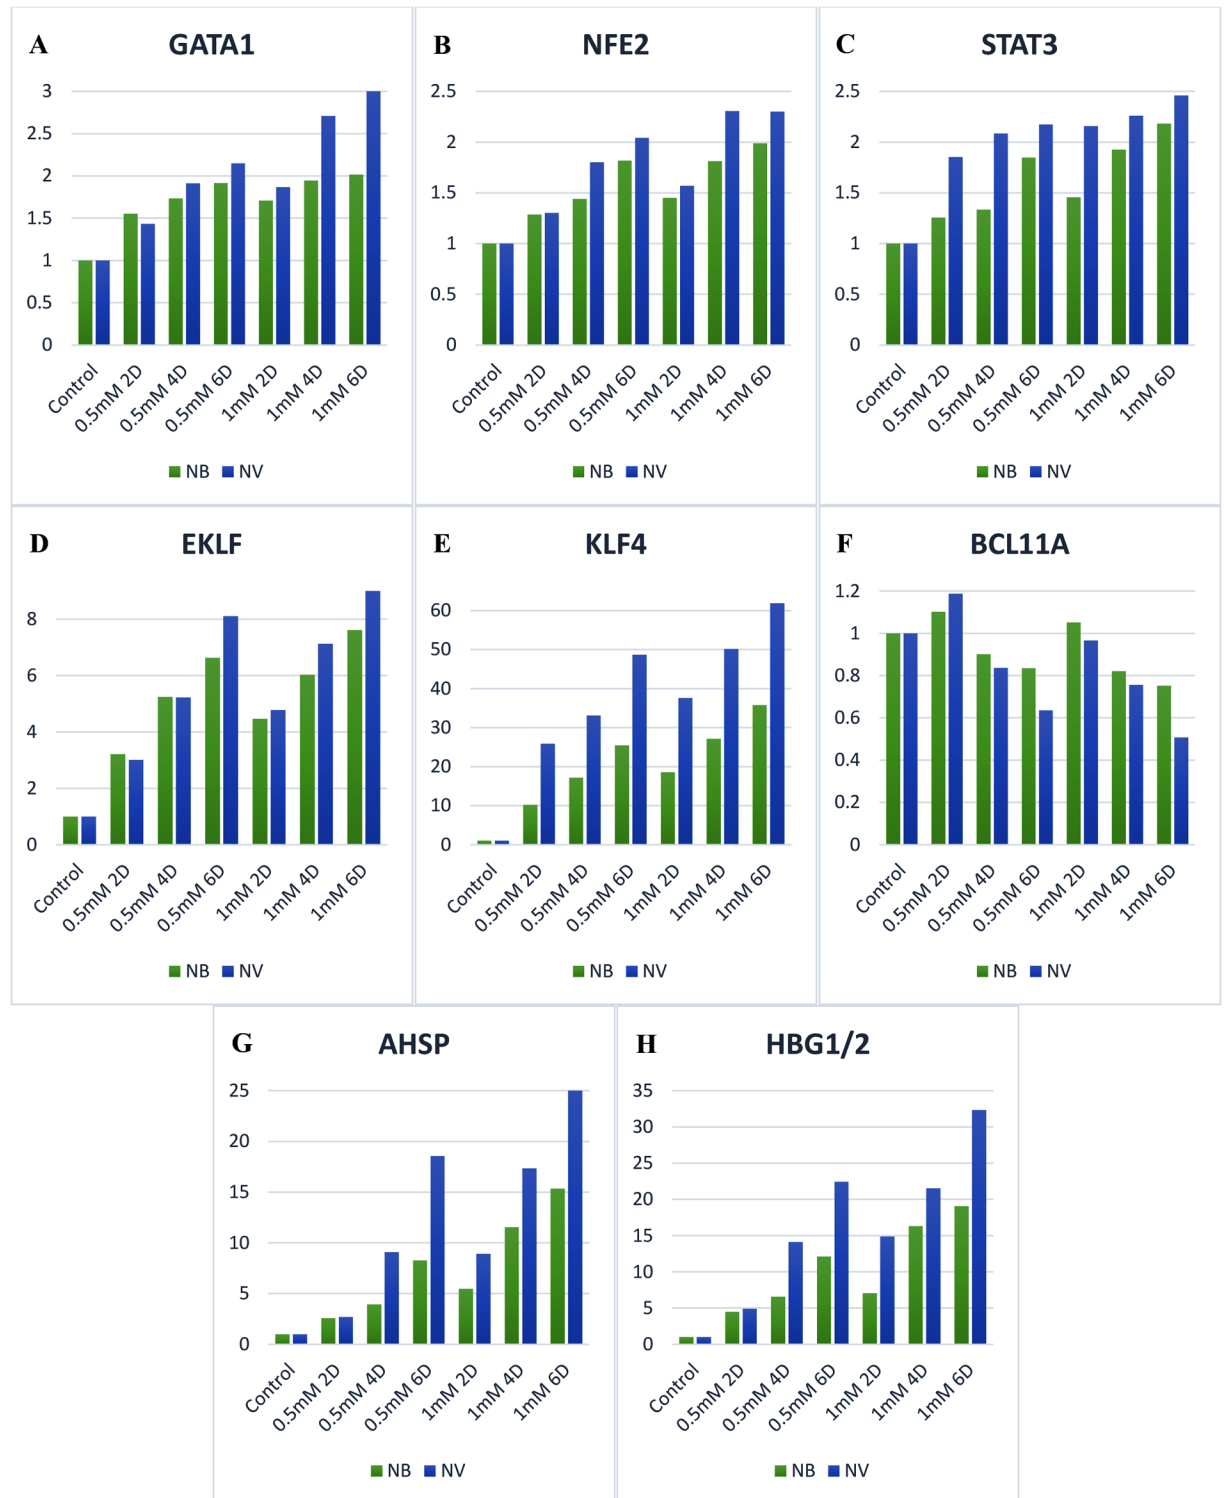 A GATA1
3
2.5
2
1.5
1
0.5
0
Control
0.5mM 2D
0.5mM 4D
0.5mM 6D
1mM 2D
1mM 4D
1mM 6D
NB NV
B NFE2
2.5
2
1.5
1
0.5
0
Control
0.5mM 2D
0.5mM 4D
0.5mM 6D
1mM 2D
1mM 4D
1mM 6D
NB NV
C STAT3
2.5
2
1.5
1
0.5
0
Control
0.5mM 2D
0.5mM 4D
0.5mM 6D
1mM 2D
1mM 4D
1mM 6D
NB NV
D EKLF
8
6
4
2
0
Control
0.5mM 2D
0.5mM 4D
0.5mM 6D
1mM 2D
1mM 4D
1mM 6D
NB NV
E KLF4
60
50
40
30
20
10
0
Control
0.5mM 2D
0.5mM 4D
0.5mM 6D
1mM 2D
1mM 4D
1mM 6D
NB NV
F BCL11A
1.2
1
0.8
0.6
0.4
0.2
0
Control
0.5mM 2D
0.5mM 4D
0.5mM 6D
1mM 2D
1mM 4D
1mM 6D
NB NV
G AHSP
25
20
15
10
5
0
Control
0.5mM 2D
0.5mM 4D
0.5mM 6D
1mM 2D
1mM 4D
1mM 6D
NB NV
H HBG1/2
35
30
25
20
15
10
5
0
Control
0.5mM 2D
0.5mM 4D
0.5mM 6D
1mM 2D
1mM 4D
1mM 6D
NB NV